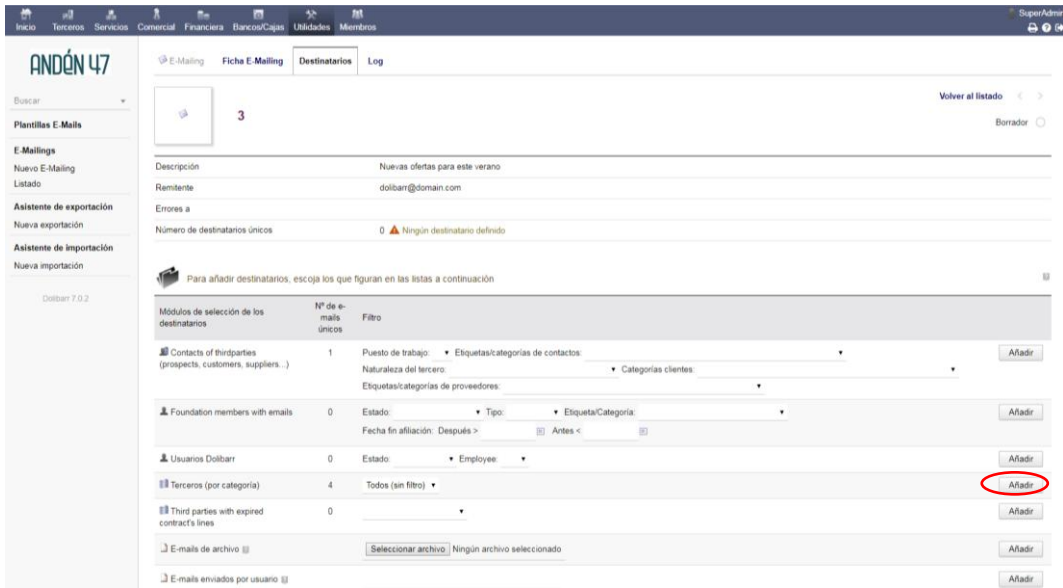 Inicio Terceros Servicios Comercial Financiera Bancos/Cajas Utilidades Miembros
SuperAdmin
ANDÉN 47
E-Mailing Ficha E-Mailing Destinatarios Log
Buscar
Plantillas E-Mails
E-Mailings
Nuevo E-Mailing
Listado
Asistente de exportación
Nueva exportación
Asistente de importación
Nueva importación
Dolibarr 7.0.2
3
Volver al listado
Borrador
Descripción Nuevas ofertas para este verano
Remitente dolibarr@domain.com
Errores a
Número de destinatarios únicos 0 Ningún destinatario definido
Para añadir destinatarios, escoja los que figuran en las listas a continuación
Módulos de selección de los destinatarios Nº de e-mails únicos Filtro
Contacts of thirdparties 1 Puesto de trabajo: Etiquetas/categorías de contactos: Añadir
(prospects, customers, suppliers...) Naturaleza del tercero: Categorías clientes:
Etiquetas/categorías de proveedores:
Foundation members with emails 0 Estado: Tipo: Etiqueta/Categoría: Añadir
Fecha fin afiliación: Después > Antes <
Usuarios Dolibarr 0 Estado: Employee: Añadir
Terceros (por categoría) 4 Todos (sin filtro) Añadir
Third parties with expired 0 Añadir
contract's lines
E-mails de archivo Seleccionar archivo Ningún archivo seleccionado Añadir
E-mails enviados por usuario Añadir